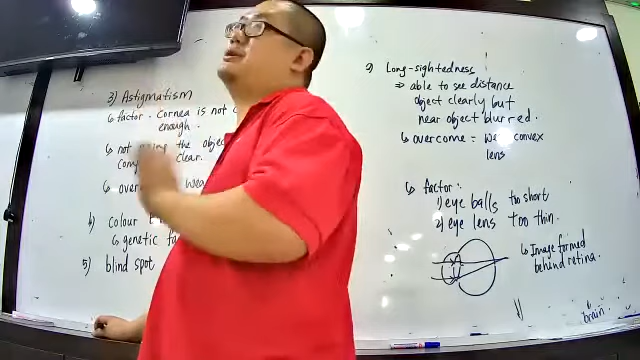 3) Astigmatism
↳ factor. Cornea is not
enough.
↳ not the
clear.
↳
4) colour
↳ genetic
5) blind spot
2) Long-sightedness
⇒ able to see distance
object clearly but
near object blurred.
↳ overcome = convex
lens
↳ factor:
1) eye balls too short
2) eye lens too thin.
↳ Image formed
behind retina.
brain